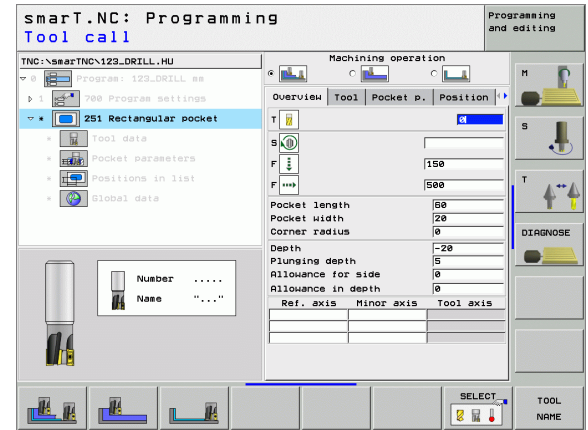 smarT.NC: Programming
Tool call
Programming
and editing
TNC:\smarTNC\123_DRILL.HU
0 Program: 123_DRILL mm
1 700 Program settings
* 251 Rectangular pocket
* Tool data
* Pocket parameters
* Positions in list
* Global data
Number .....
Name "..."
Machining operation
Overview Tool Pocket p. Position
T 0
S
F 150
F 500
Pocket length 60
Pocket width 20
Corner radius 0
Depth -20
Plunging depth 5
Allowance for side 0
Allowance in depth 0
Ref. axis Minor axis Tool axis
M
S
T
DIAGNOSE
SELECT
TOOL
NAME